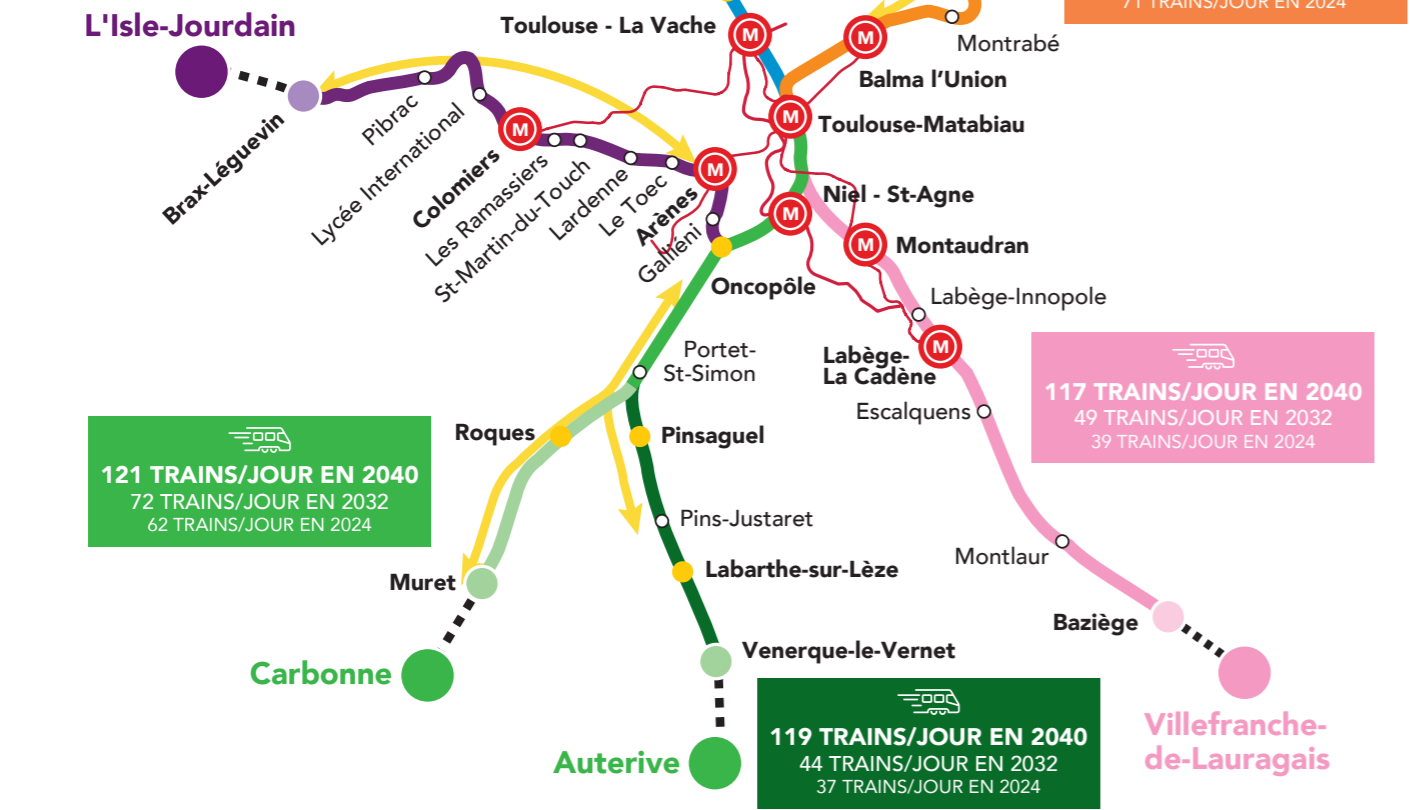 71 TRAINS/JOUR EN 2024
L'Isle-Jourdain
Toulouse - La Vache
M
M
Montrabé
Balma l'Union
Brax-Léguevin
Pibrac
Lycée International
M
Colomiers
Les Ramassiers
St-Martin-du-Touch
Lardenne
Le Toec
M
Arènes
Galliéni
M
Toulouse-Matabiau
M
Niel - St-Agne
M
Montaudran
Oncopôle
Labège-Innopole
M
Labège-
La Cadène
Portet-
St-Simon
Escalquens
117 TRAINS/JOUR EN 2040
49 TRAINS/JOUR EN 2032
39 TRAINS/JOUR EN 2024
Roques
Pinsaguel
121 TRAINS/JOUR EN 2040
72 TRAINS/JOUR EN 2032
62 TRAINS/JOUR EN 2024
Pins-Justaret
Montlaur
Muret
Labarthe-sur-Lèze
Baziège
Venerque-le-Vernet
Carbonne
119 TRAINS/JOUR EN 2040
44 TRAINS/JOUR EN 2032
37 TRAINS/JOUR EN 2024
Auterive
Villefranche-
de-Lauragais